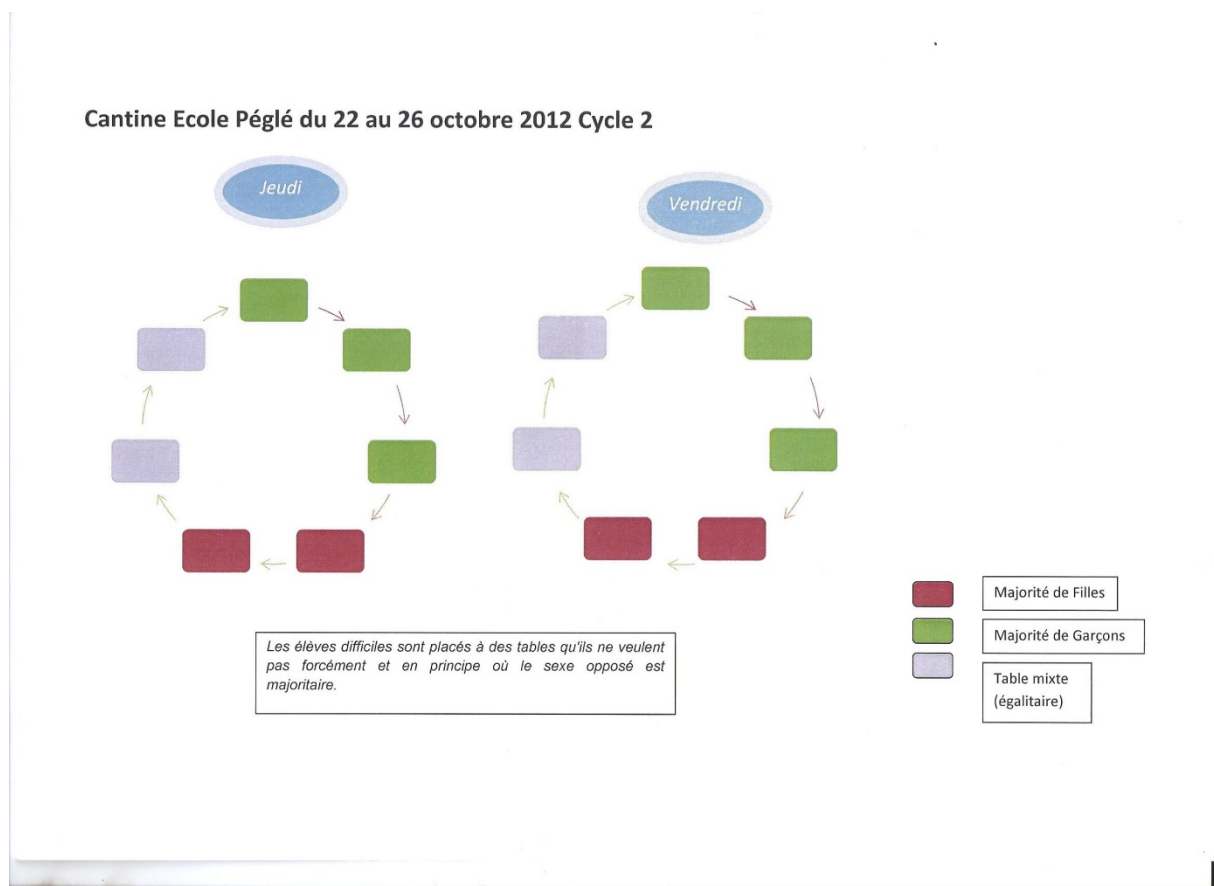 Cantine Ecole Péglé du 22 au 26 octobre 2012 Cycle 2
Jeudi
Vendredi
Majorité de Filles
Majorité de Garçons
Table mixte
(égalitaire)
Les élèves difficiles sont placés à des tables qu'ils ne veulent
pas forcément et en principe où le sexe opposé est
majoritaire.